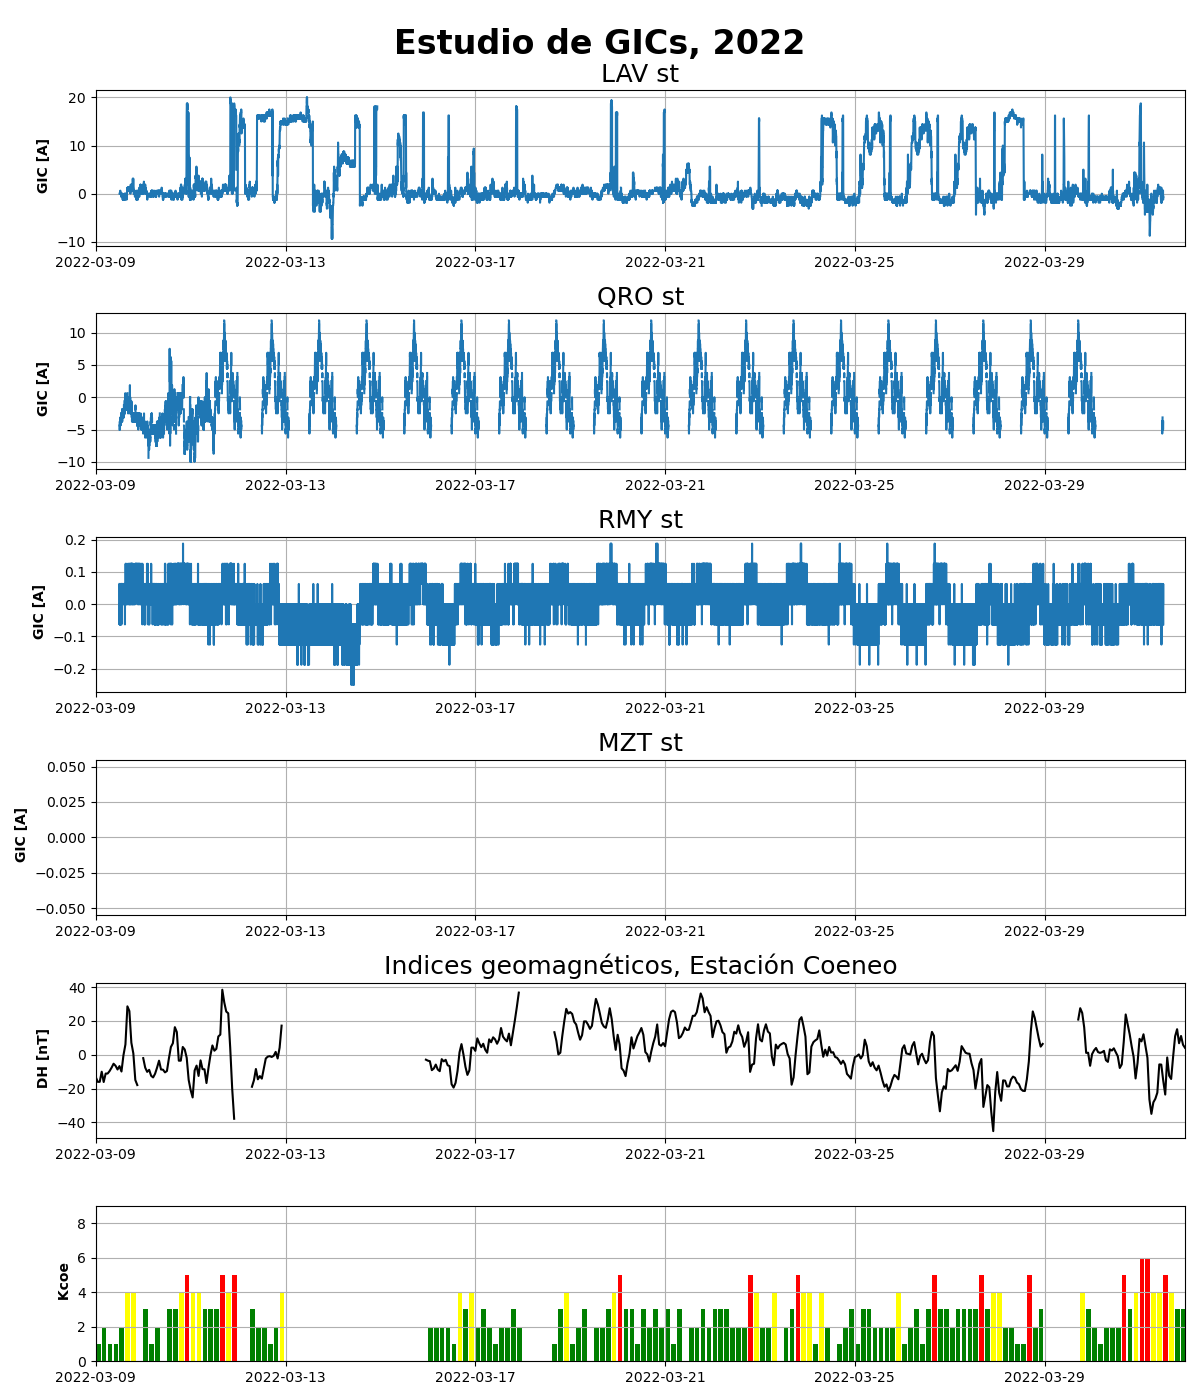 Estudio de GICs, 2022
LAV st
GIC [A]
20
10
0
−10
2022-03-09 2022-03-13 2022-03-17 2022-03-21 2022-03-25 2022-03-29
QRO st
GIC [A]
10
5
0
−5
−10
2022-03-09 2022-03-13 2022-03-17 2022-03-21 2022-03-25 2022-03-29
RMY st
GIC [A]
0.2
0.1
0.0
−0.1
−0.2
2022-03-09 2022-03-13 2022-03-17 2022-03-21 2022-03-25 2022-03-29
MZT st
GIC [A]
0.050
0.025
0.000
−0.025
−0.050
2022-03-09 2022-03-13 2022-03-17 2022-03-21 2022-03-25 2022-03-29
Indices geomagnéticos, Estación Coeneo
DH [nT]
40
20
0
−20
−40
2022-03-09 2022-03-13 2022-03-17 2022-03-21 2022-03-25 2022-03-29
Kcoe
8
6
4
2
0
2022-03-09 2022-03-13 2022-03-17 2022-03-21 2022-03-25 2022-03-29